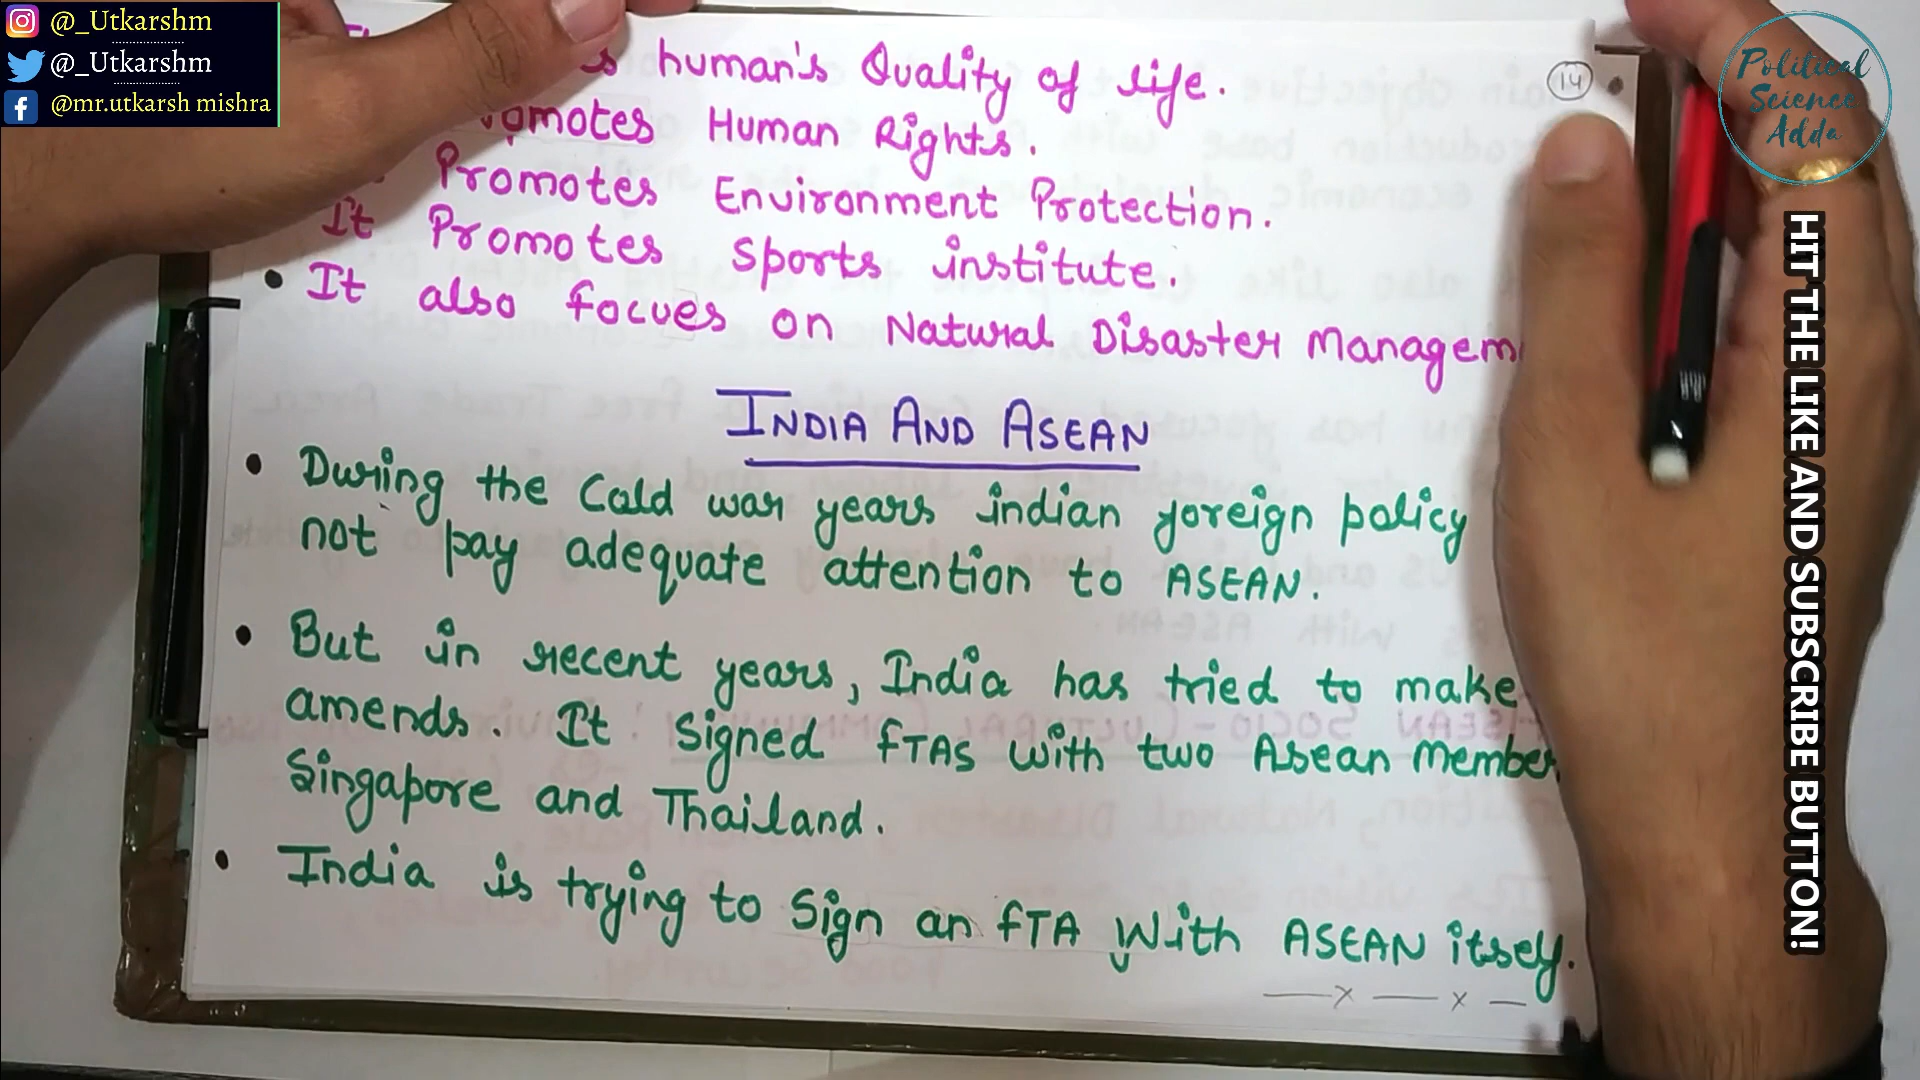 @_Utkarshm
@_Utkarshm
@mr.utkarsh mishra
Political
Science
Adda
HIT THE LIKE AND SUBSCRIBE BUTTON!
14
human's Quality of life.
Human Rights.
Promotes Environment Protection.
It Promotes Sports institute.
• It also focues on Natural Disaster
INDIA AND ASEAN
• During the Cold war years indian foreign policy
not pay adequate attention to ASEAN.
• But in recent years, India has tried to make
amends. It Signed FTAs With two Asean Member
Singapore and Thailand.
• India is trying to Sign an FTA With ASEAN itself.
—x—x—